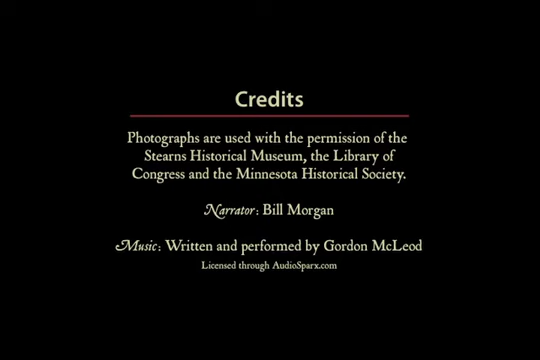 Credits
Photographs are used with the permission of the
Stearns Historical Museum, the Library of
Congress and the Minnesota Historical Society.
Narrator: Bill Morgan
Music: Written and performed by Gordon McLeod
Licensed through AudioSparx.com